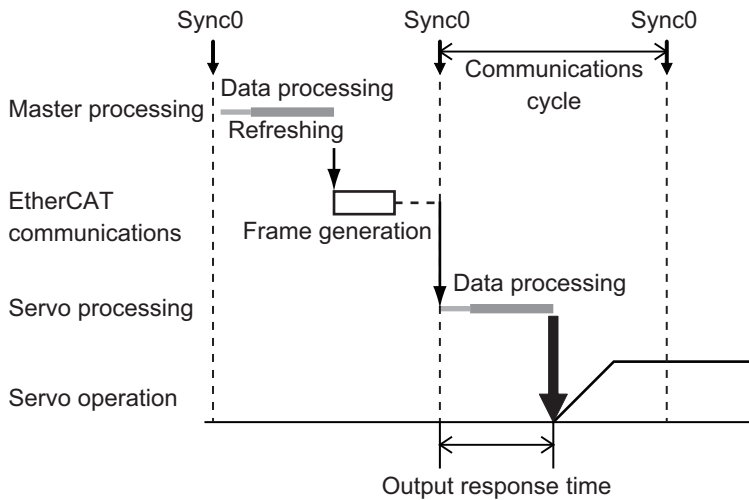 Sync0
Sync0
Sync0
Data processing
Communications
cycle
Master processing
Refreshing
EtherCAT
communications
Frame generation
Data processing
Servo processing
Servo operation
Output response time